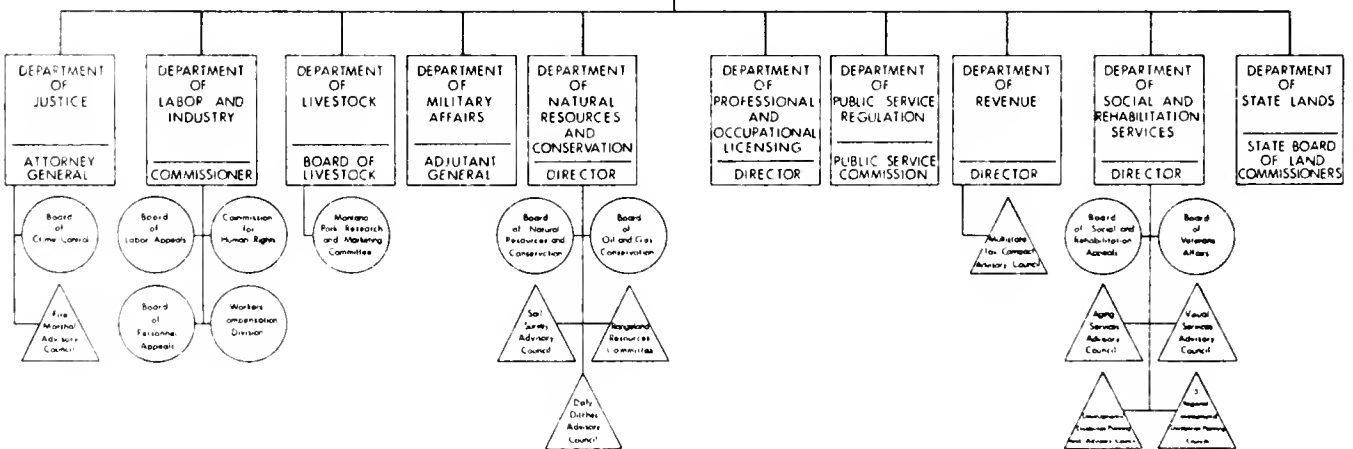 DEPARTMENT
OF
JUSTICE
ATTORNEY
GENERAL
DEPARTMENT
OF
LABOR AND
INDUSTRY
COMMISSIONER
DEPARTMENT
OF
LIVESTOCK
BOARD OF
LIVESTOCK
DEPARTMENT
OF
MILITARY
AFFAIRS
ADJUTANT
GENERAL
DEPARTMENT
OF
NATURAL
RESOURCES
AND
CONSERVATION
DIRECTOR
DEPARTMENT
OF
PROFESSIONAL
AND
OCCUPATIONAL
LICENSING
DIRECTOR
DEPARTMENT
OF
PUBLIC SERVICE
REGULATION
PUBLIC SERVICE
COMMISSION
DEPARTMENT
OF
REVENUE
DIRECTOR
DEPARTMENT
OF
SOCIAL AND
REHABILITATION
SERVICES
DIRECTOR
DEPARTMENT
OF
STATE LANDS
STATE BOARD
OF LAND
COMMISSIONERS
Board
of
Crime Control
Board
of
Labor Appeals
Commission
for
Human Rights
Montana
Pork Research
and Marketing
Committee
Board
of Natural
Resources and
Conservation
Board
of
Oil and Gas
Conservation
Multistate
Tax Compact
Advisory Council
Board
of Social and
Rehabilitation
Appeals
Board
of
Veterans
Affairs
Fire
Marshal
Advisory
Council
Board
of
Personnel
Appeals
Workers
Compensation
Division
Soil
Survey
Advisory
Council
Rangeland
Resources
Committee
Aging
Services
Advisory
Council
Visual
Services
Advisory
Council
Daly
Ditches
Advisory
Council
Advisory Council
Regional
Council